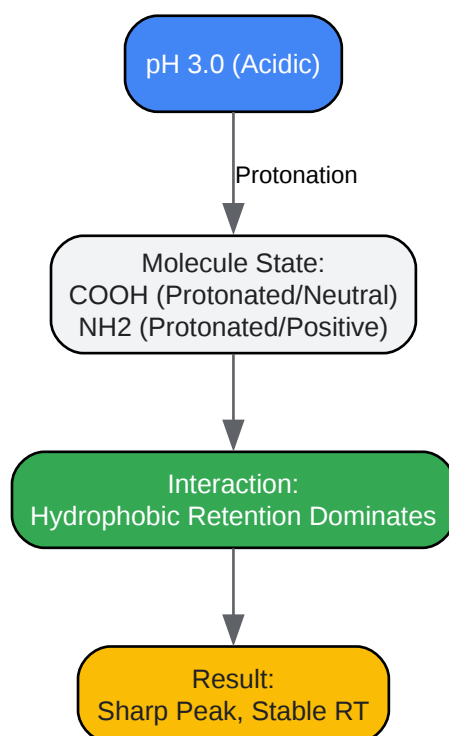 pH 3.0 (Acidic)
Protonation
Molecule State:
COOH (Protonated/Neutral)
NH2 (Protonated/Positive)
Interaction:
Hydrophobic Retention Dominates
Result:
Sharp Peak, Stable RT